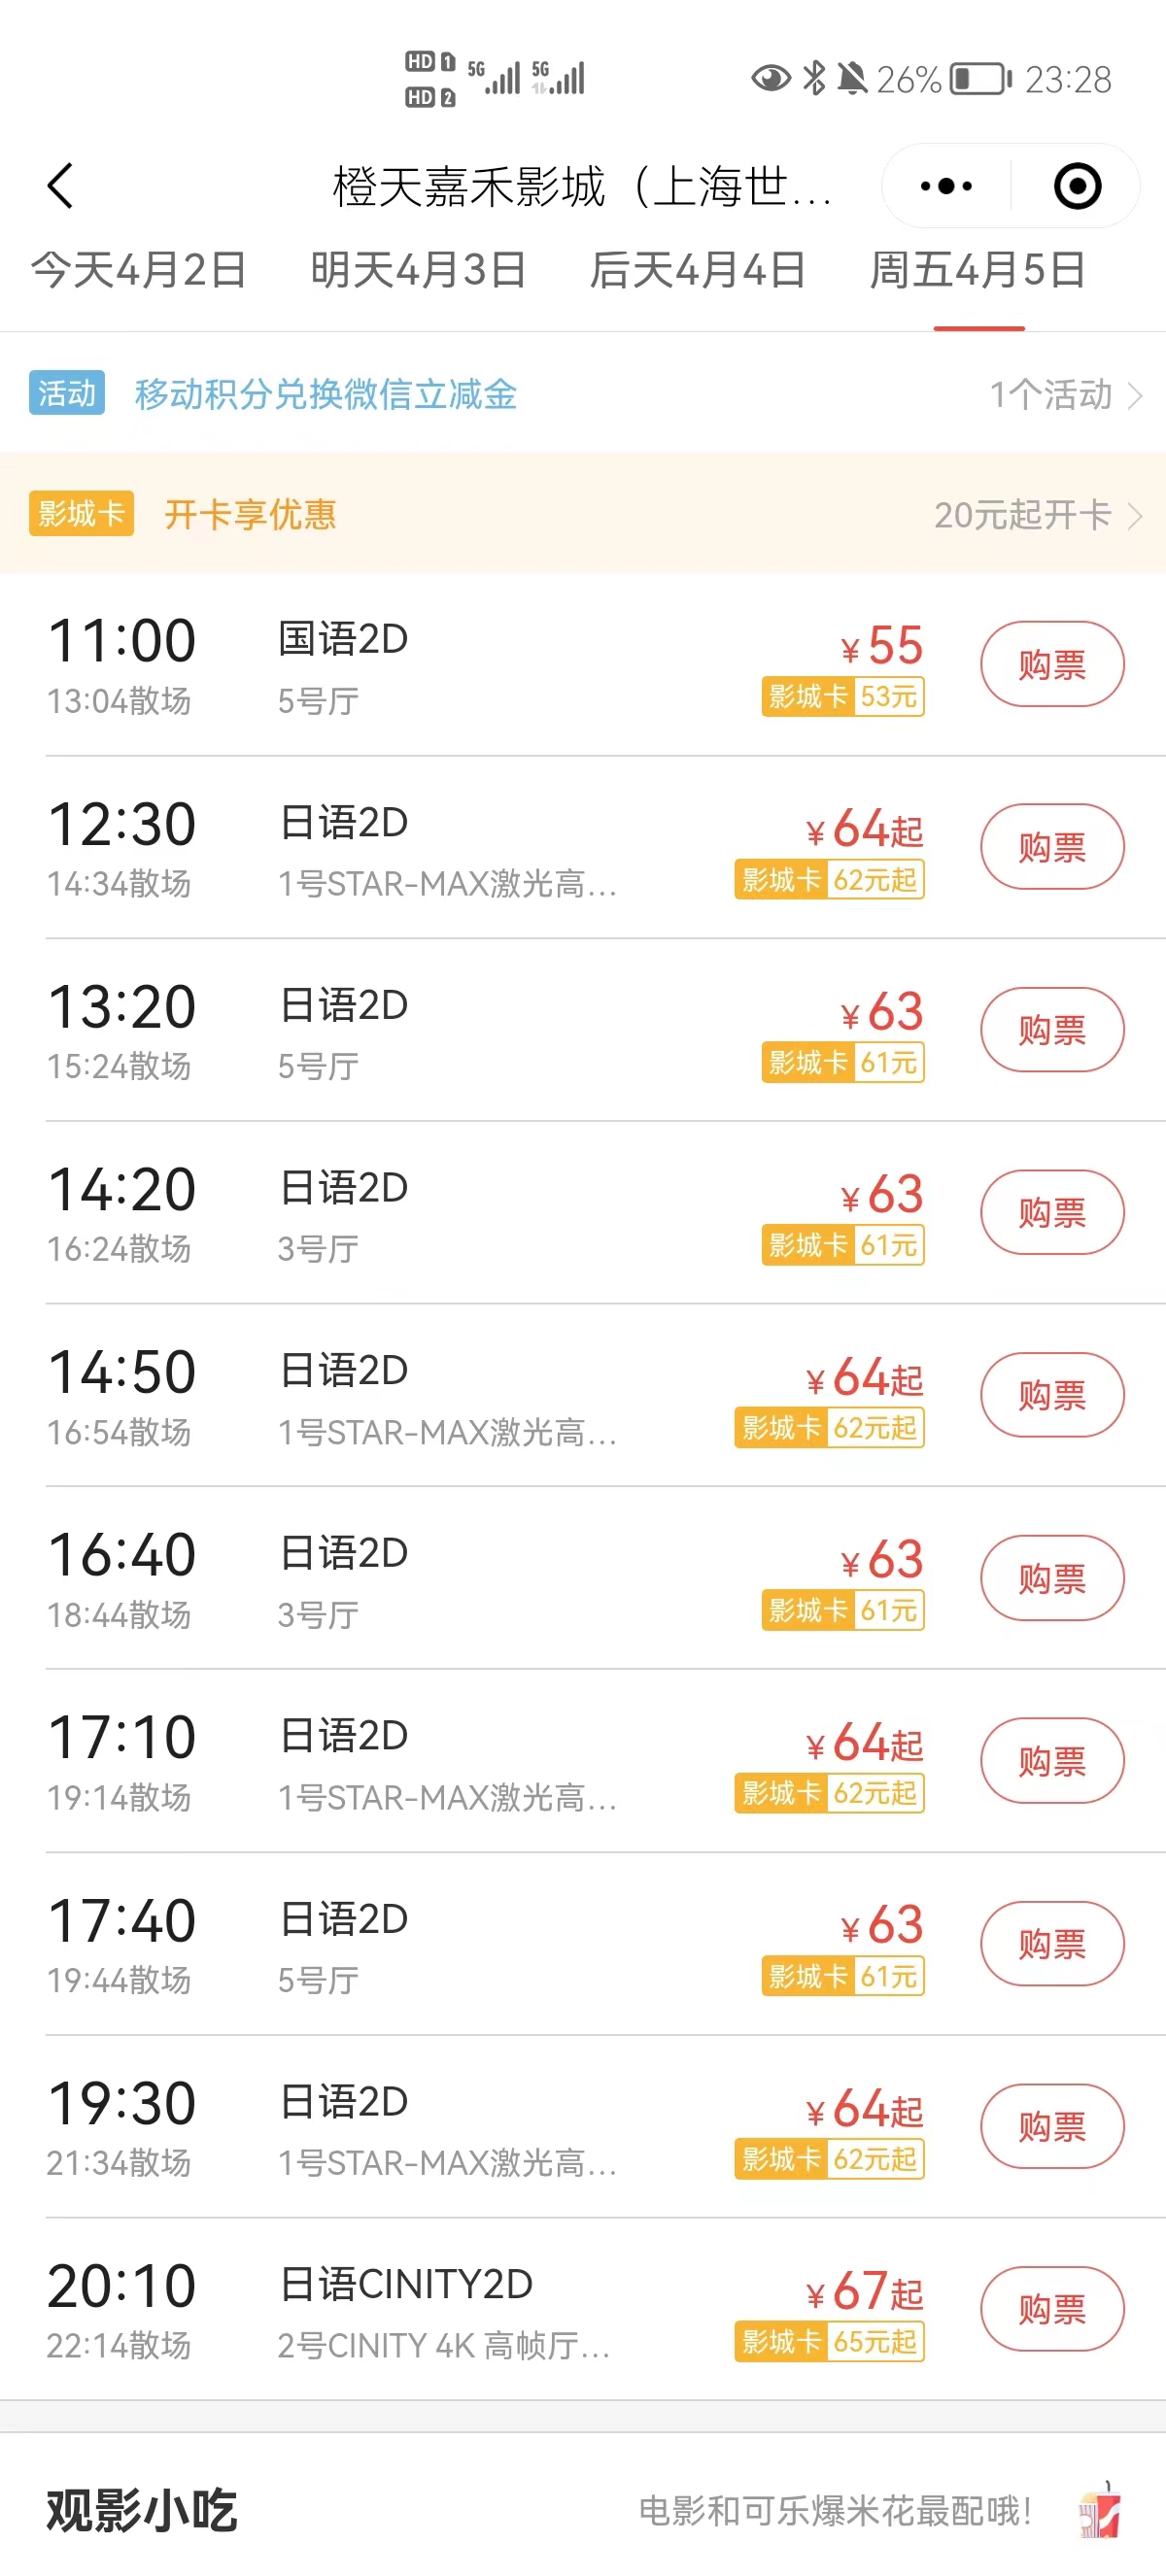 HD 1 5G 5G 26% 23:28
HD 2
橙天嘉禾影城（上海世...
今天4月2日 明天4月3日 后天4月4日 周五4月5日
活动 移动积分兑换微信立减金 1个活动
影城卡 开卡享优惠 20元起开卡
11:00 国语2D ¥55 购票
13:04散场 5号厅 影城卡 53元
12:30 日语2D ¥64起 购票
14:34散场 1号STAR-MAX激光高... 影城卡 62元起
13:20 日语2D ¥63 购票
15:24散场 5号厅 影城卡 61元
14:20 日语2D ¥63 购票
16:24散场 3号厅 影城卡 61元
14:50 日语2D ¥64起 购票
16:54散场 1号STAR-MAX激光高... 影城卡 62元起
16:40 日语2D ¥63 购票
18:44散场 3号厅 影城卡 61元
17:10 日语2D ¥64起 购票
19:14散场 1号STAR-MAX激光高... 影城卡 62元起
17:40 日语2D ¥63 购票
19:44散场 5号厅 影城卡 61元
19:30 日语2D ¥64起 购票
21:34散场 1号STAR-MAX激光高... 影城卡 62元起
20:10 日语CINITY2D ¥67起 购票
22:14散场 2号CINITY 4K 高帧厅... 影城卡 65元起
观影小吃 电影和可乐爆米花最配哦！